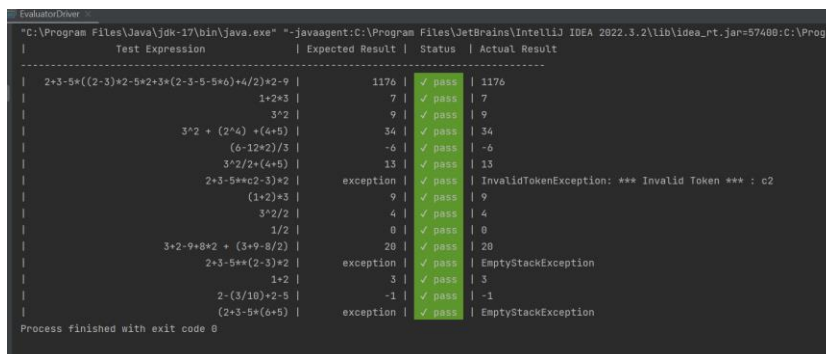 EvaluatorDriver ×
"C:\Program Files\Java\jdk-17\bin\java.exe" "-javaagent:C:\Program Files\JetBrains\IntelliJ IDEA 2022.3.2\lib\idea_rt.jar=57400:C:\Prog
| Test Expression | Expected Result | Status | Actual Result
-----------------------------------------------------------------------------------------
| 2+3-5*((2-3)*2-5*2+3*(2-3-5-5*6)+4/2)*2-9 | 1176 | ✓ pass | 1176
| 1+2*3 | 7 | ✓ pass | 7
| 3^2 | 9 | ✓ pass | 9
| 3^2 + (2^4) +(4+5) | 34 | ✓ pass | 34
| (6-12*2)/3 | -6 | ✓ pass | -6
| 3^2/2+(4+5) | 13 | ✓ pass | 13
| 2+3-5**c2-3)*2 | exception | ✓ pass | InvalidTokenException: *** Invalid Token *** : c2
| (1+2)*3 | 9 | ✓ pass | 9
| 3^2/2 | 4 | ✓ pass | 4
| 1/2 | 0 | ✓ pass | 0
| 3+2-9+8*2 + (3+9-8/2) | 20 | ✓ pass | 20
| 2+3-5**(2-3)*2 | exception | ✓ pass | EmptyStackException
| 1+2 | 3 | ✓ pass | 3
| 2-(3/10)+2-5 | -1 | ✓ pass | -1
| (2+3-5*(6+5) | exception | ✓ pass | EmptyStackException
Process finished with exit code 0